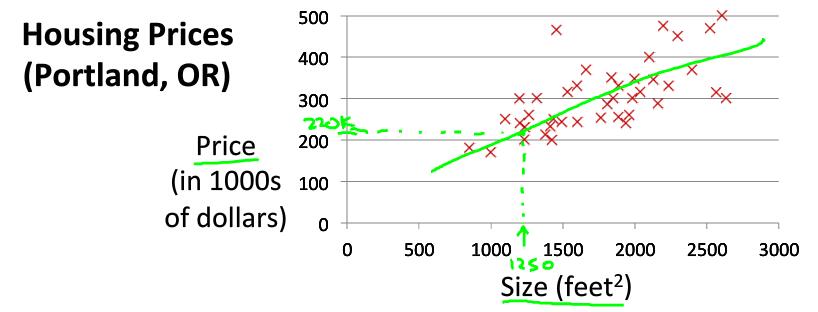 Housing Prices
(Portland, OR)
Price
(in 1000s
of dollars)
500
400
300
220K
200
100
0
0 500 1000 1500 2000 2500 3000
1250
Size (feet²)